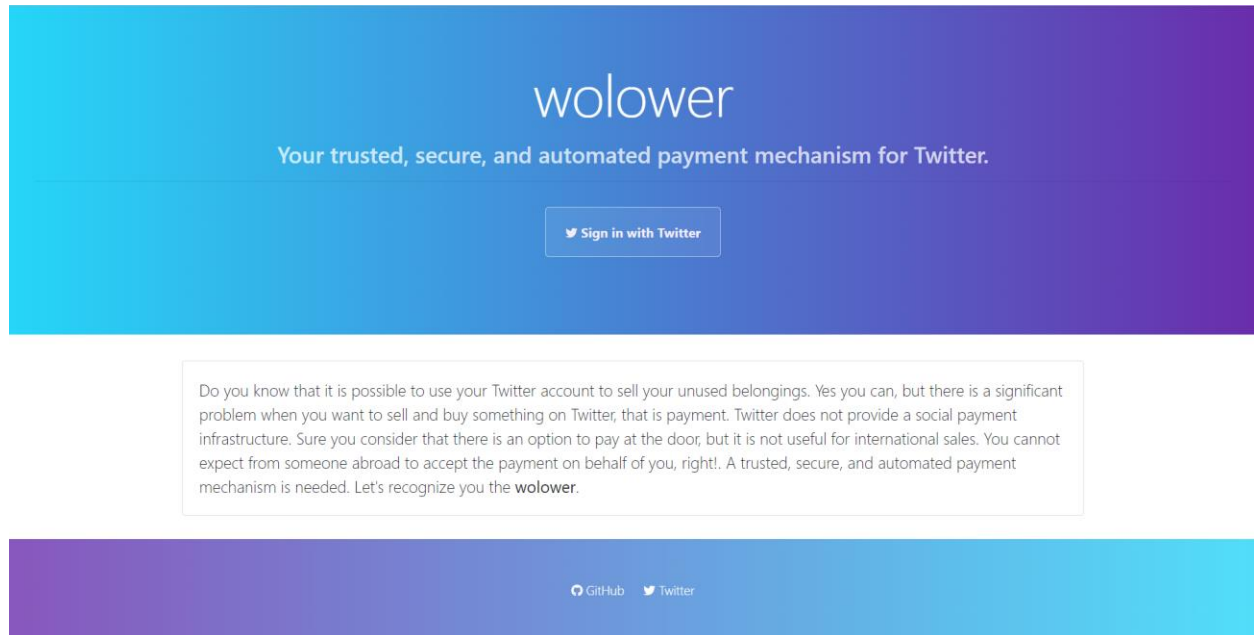 wolower
Your trusted, secure, and automated payment mechanism for Twitter.
Sign in with Twitter
Do you know that it is possible to use your Twitter account to sell your unused belongings. Yes you can, but there is a significant
problem when you want to sell and buy something on Twitter, that is payment. Twitter does not provide a social payment
infrastructure. Sure you consider that there is an option to pay at the door, but it is not useful for international sales. You cannot
expect from someone abroad to accept the payment on behalf of you, right!. A trusted, secure, and automated payment
mechanism is needed. Let's recognize you the wolower.
GitHub Twitter